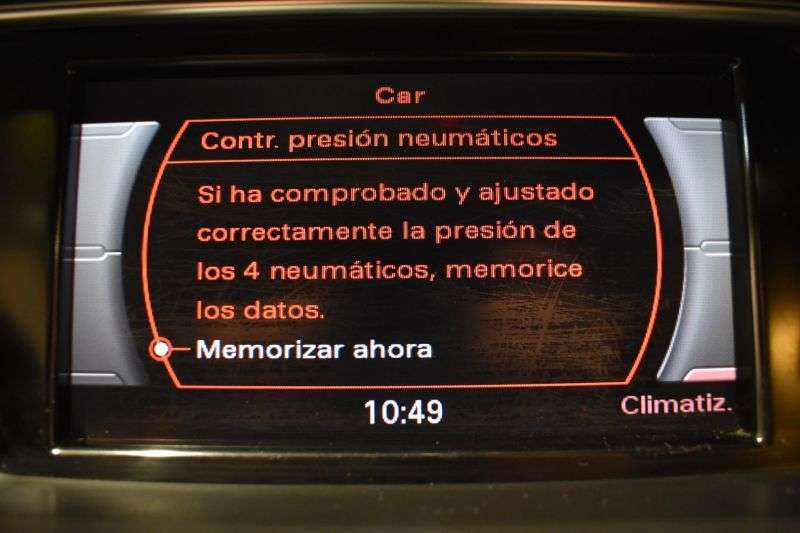 Car
Contr. presión neumáticos
Si ha comprobado y ajustado
correctamente la presión de
los 4 neumáticos, memorice
los datos.
Memorizar ahora
10:49
Climatiz.